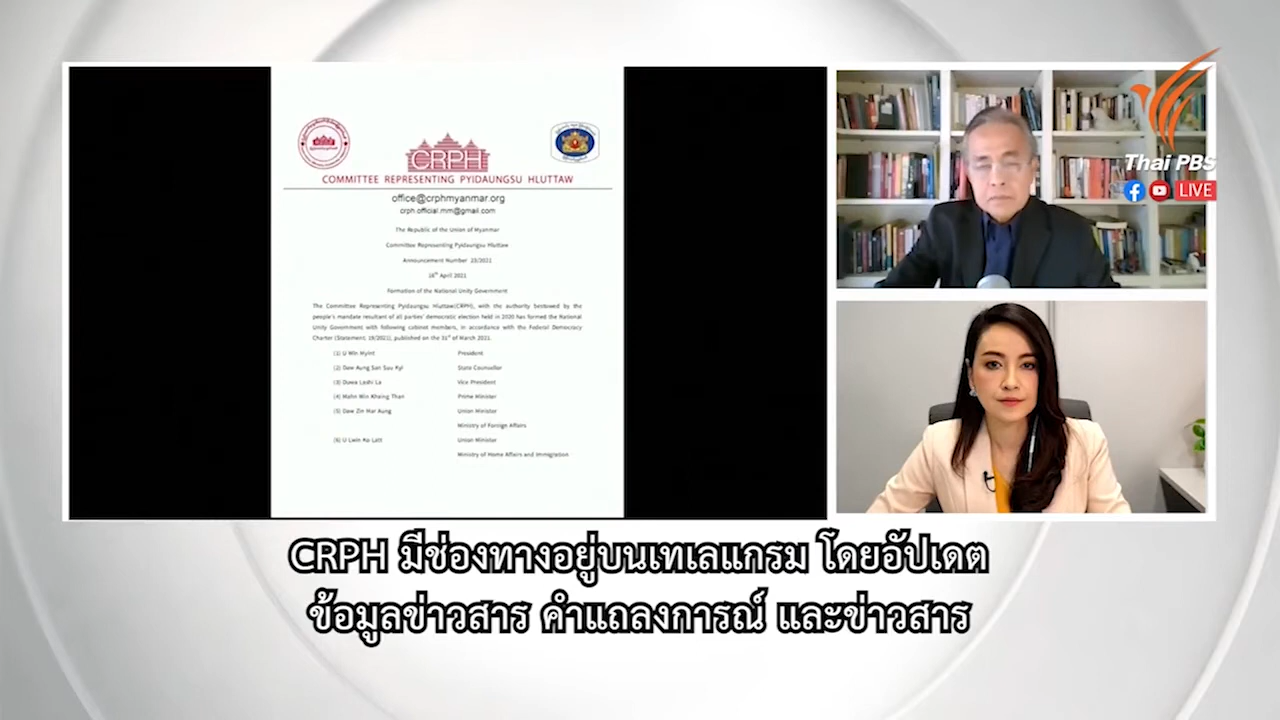 CRPH
COMMITTEE REPRESENTING PYIDAUNGSU HLUTTAW
office@crphmyanmar.org
crph.official.mm@gmail.com
The Republic of the Union of Myanmar
Committee Representing Pyidaungsu Hluttaw
Announcement Number 23/2021
16th April 2021
Formation of the National Unity Government
The Committee Representing Pyidaungsu Hluttaw(CRPH), with the authority bestowed by the
people's mandate resultant of all parties' democratic election held in 2020 has formed the National
Unity Government with following cabinet members, in accordance with the Federal Democracy
Charter (Statement, 19/2021), published on the 31st of March 2021.
(1) U Win Myint President
(2) Daw Aung San Suu Kyi State Counsellor
(3) Duwa Lashi La Vice President
(4) Mahn Win Khaing Than Prime Minister
(5) Daw Zin Mar Aung Union Minister
Ministry of Foreign Affairs
(6) U Lwin Ko Latt Union Minister
Ministry of Home Affairs and Immigration
Thai PBS
LIVE
CRPH มีช่องทางอยู่บนเทเลแกรม โดยอัปเดต
ข้อมูลข่าวสาร คำแถลงการณ์ และข่าวสาร